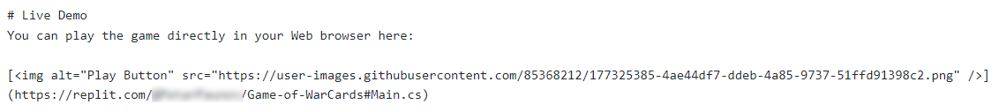 # Live Demo
You can play the game directly in your Web browser here:
[<img alt="Play Button" src="https://user-images.githubusercontent.com/85368212/177325385-4ae44df7-ddeb-4a85-9737-51ffd91398c2.png" />]
(https://replit.com/ /Game-of-WarCards#Main.cs)